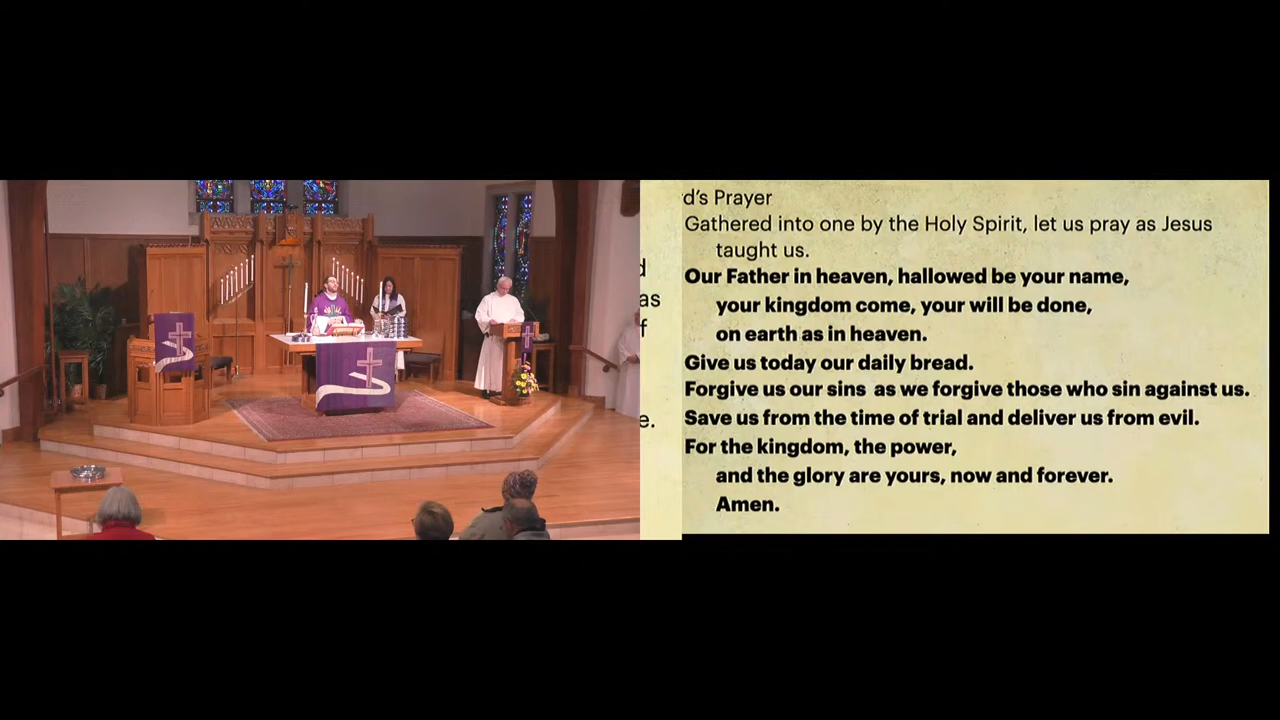 d's Prayer
Gathered into one by the Holy Spirit, let us pray as Jesus
taught us.
as
Our Father in heaven, hallowed be your name,
your kingdom come, your will be done,
on earth as in heaven.
Give us today our daily bread.
Forgive us our sins  as we forgive those who sin against us.
e.
Save us from the time of trial and deliver us from evil.
For the kingdom, the power,
and the glory are yours, now and forever.
Amen.